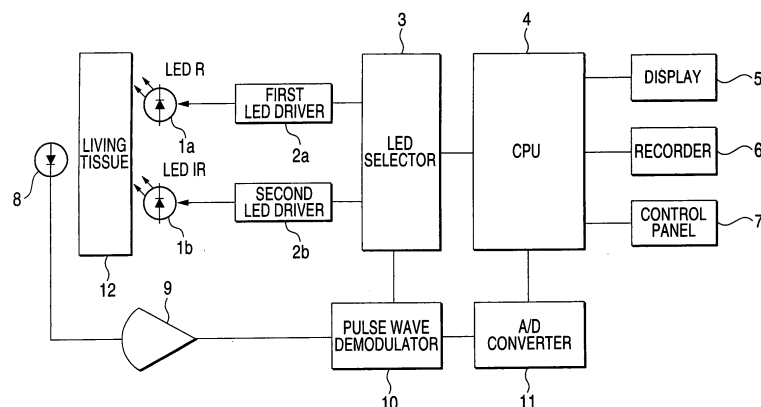 3
4
LED R
FIRST
LED DRIVER
1a
2a
LIVING
TISSUE
LED
SELECTOR
CPU
DISPLAY
5
RECORDER
6
CONTROL
PANEL
7
8
LED IR
SECOND
LED DRIVER
1b
2b
12
9
PULSE WAVE
DEMODULATOR
A/D
CONVERTER
10
11